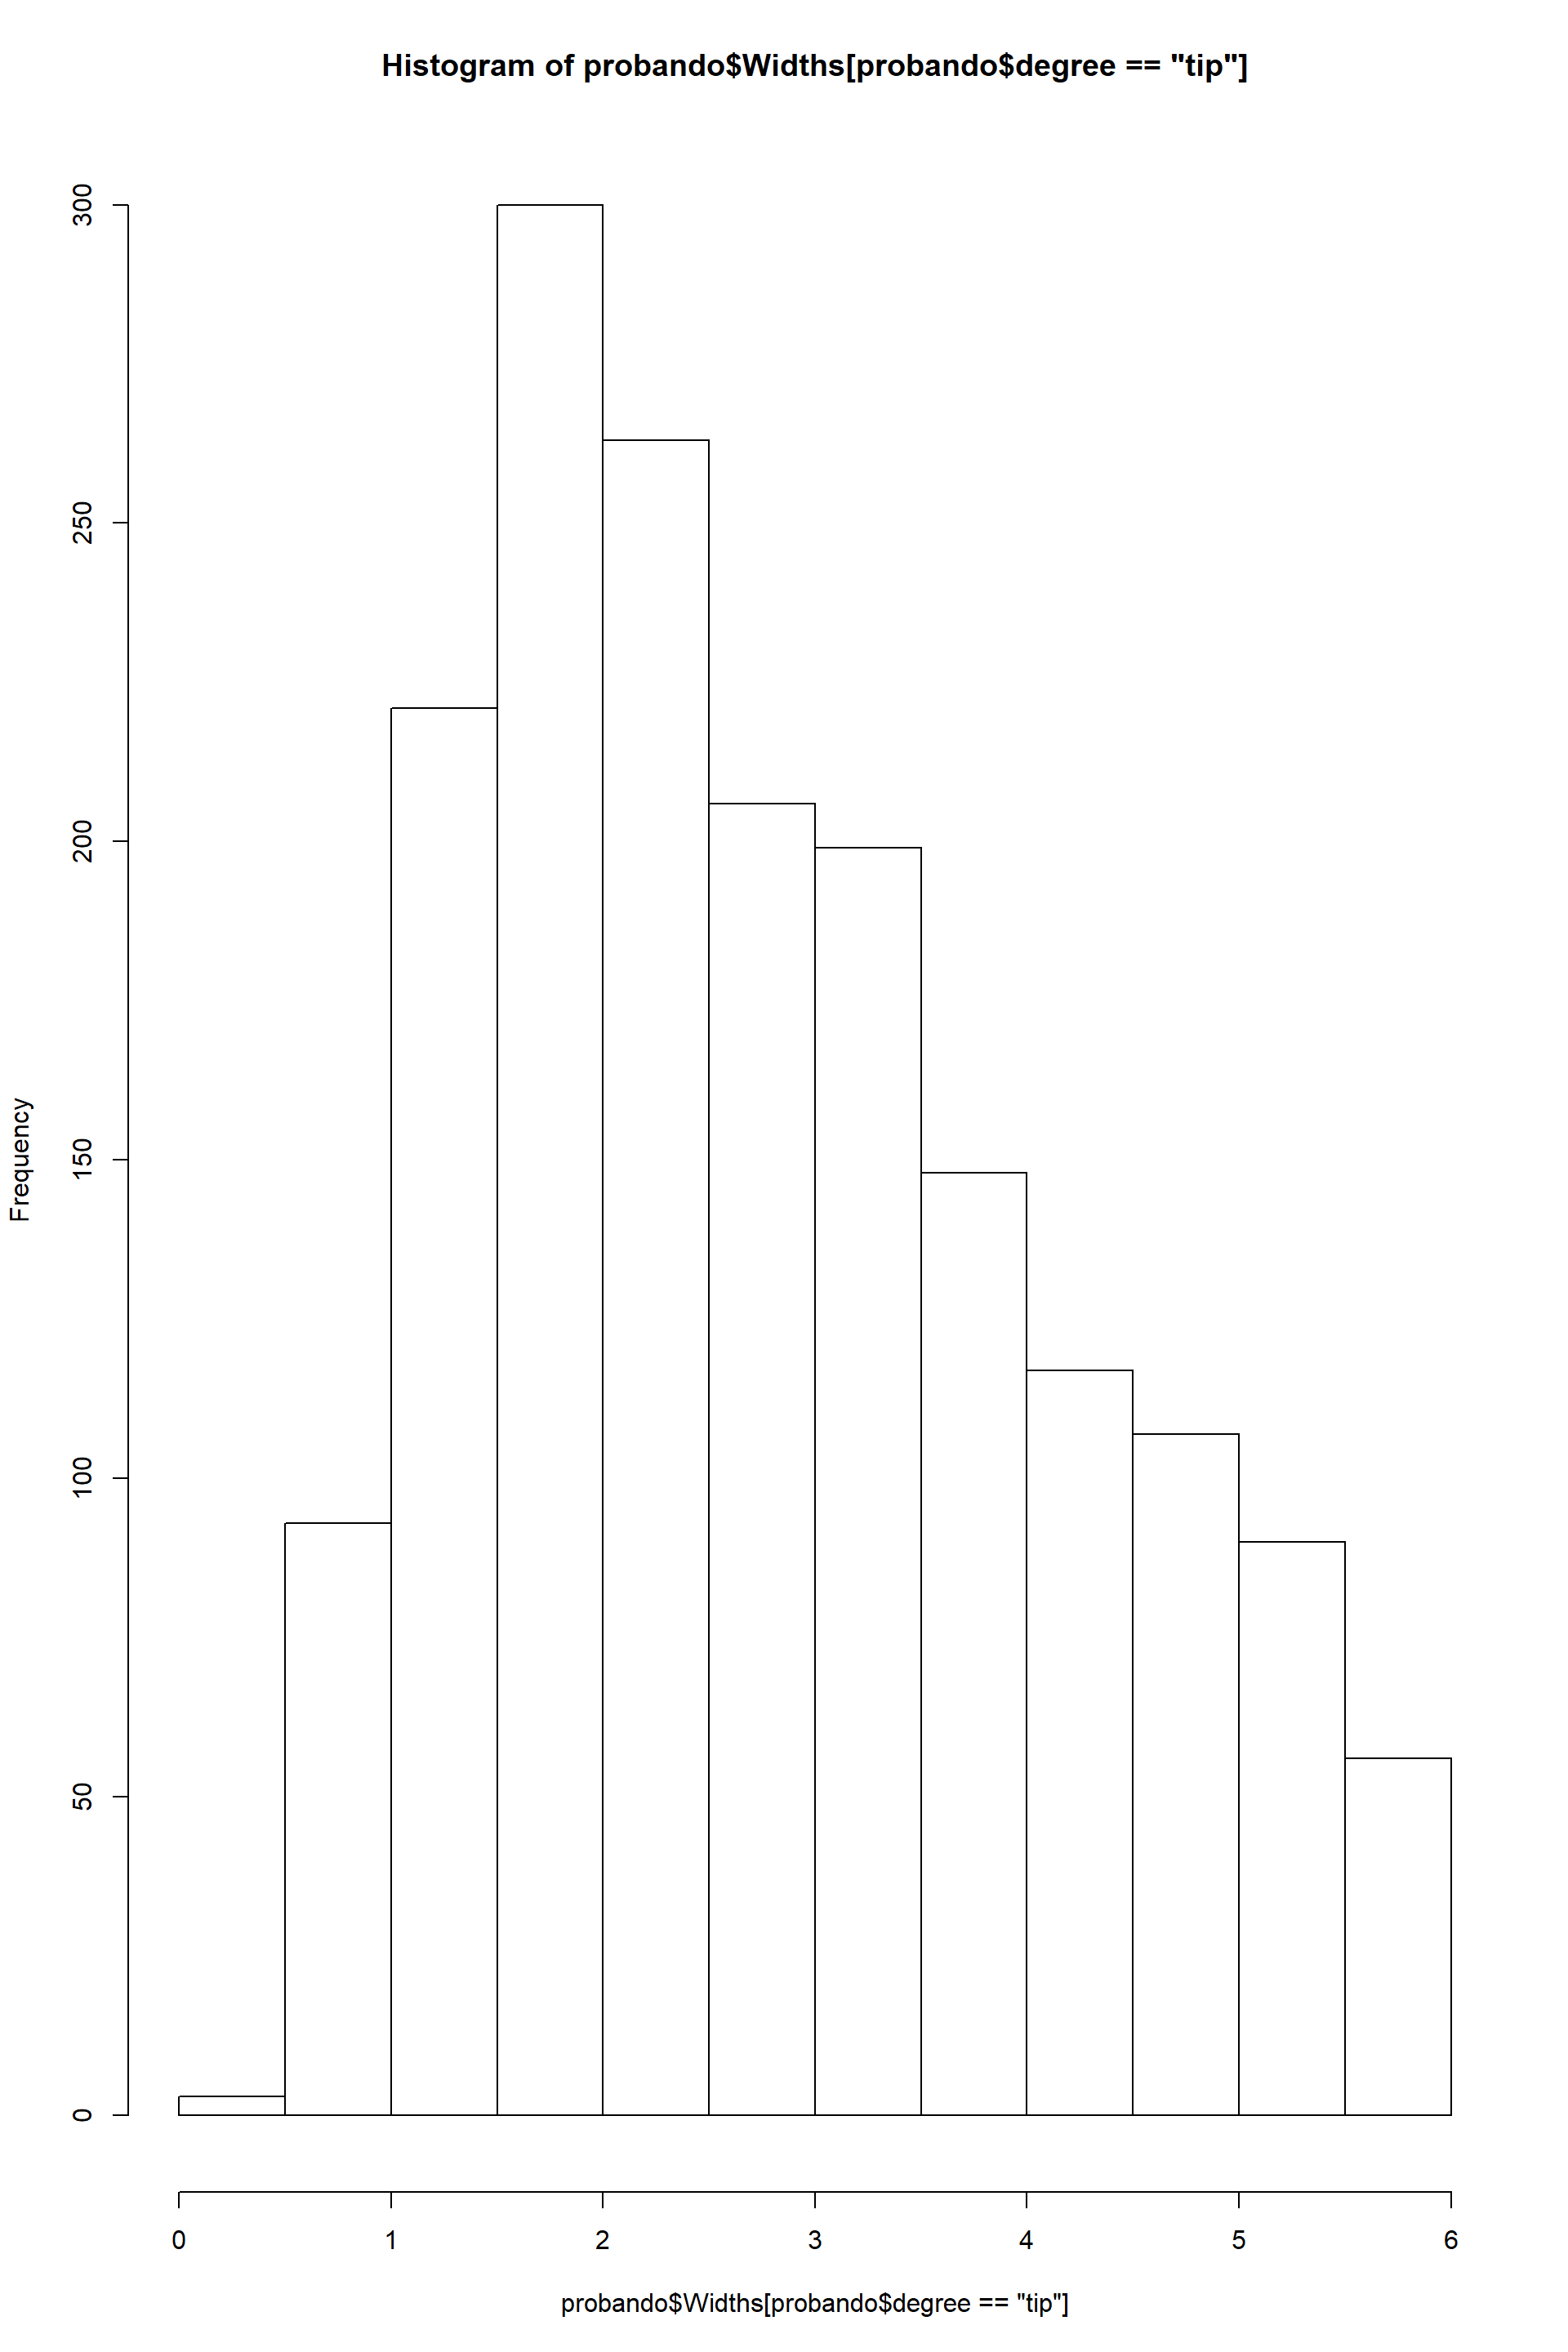 Histogram of probando$Widths[probando$degree == "tip"]
300
250
200
150
100
50
0
Frequency
0 1 2 3 4 5 6
probando$Widths[probando$degree == "tip"]